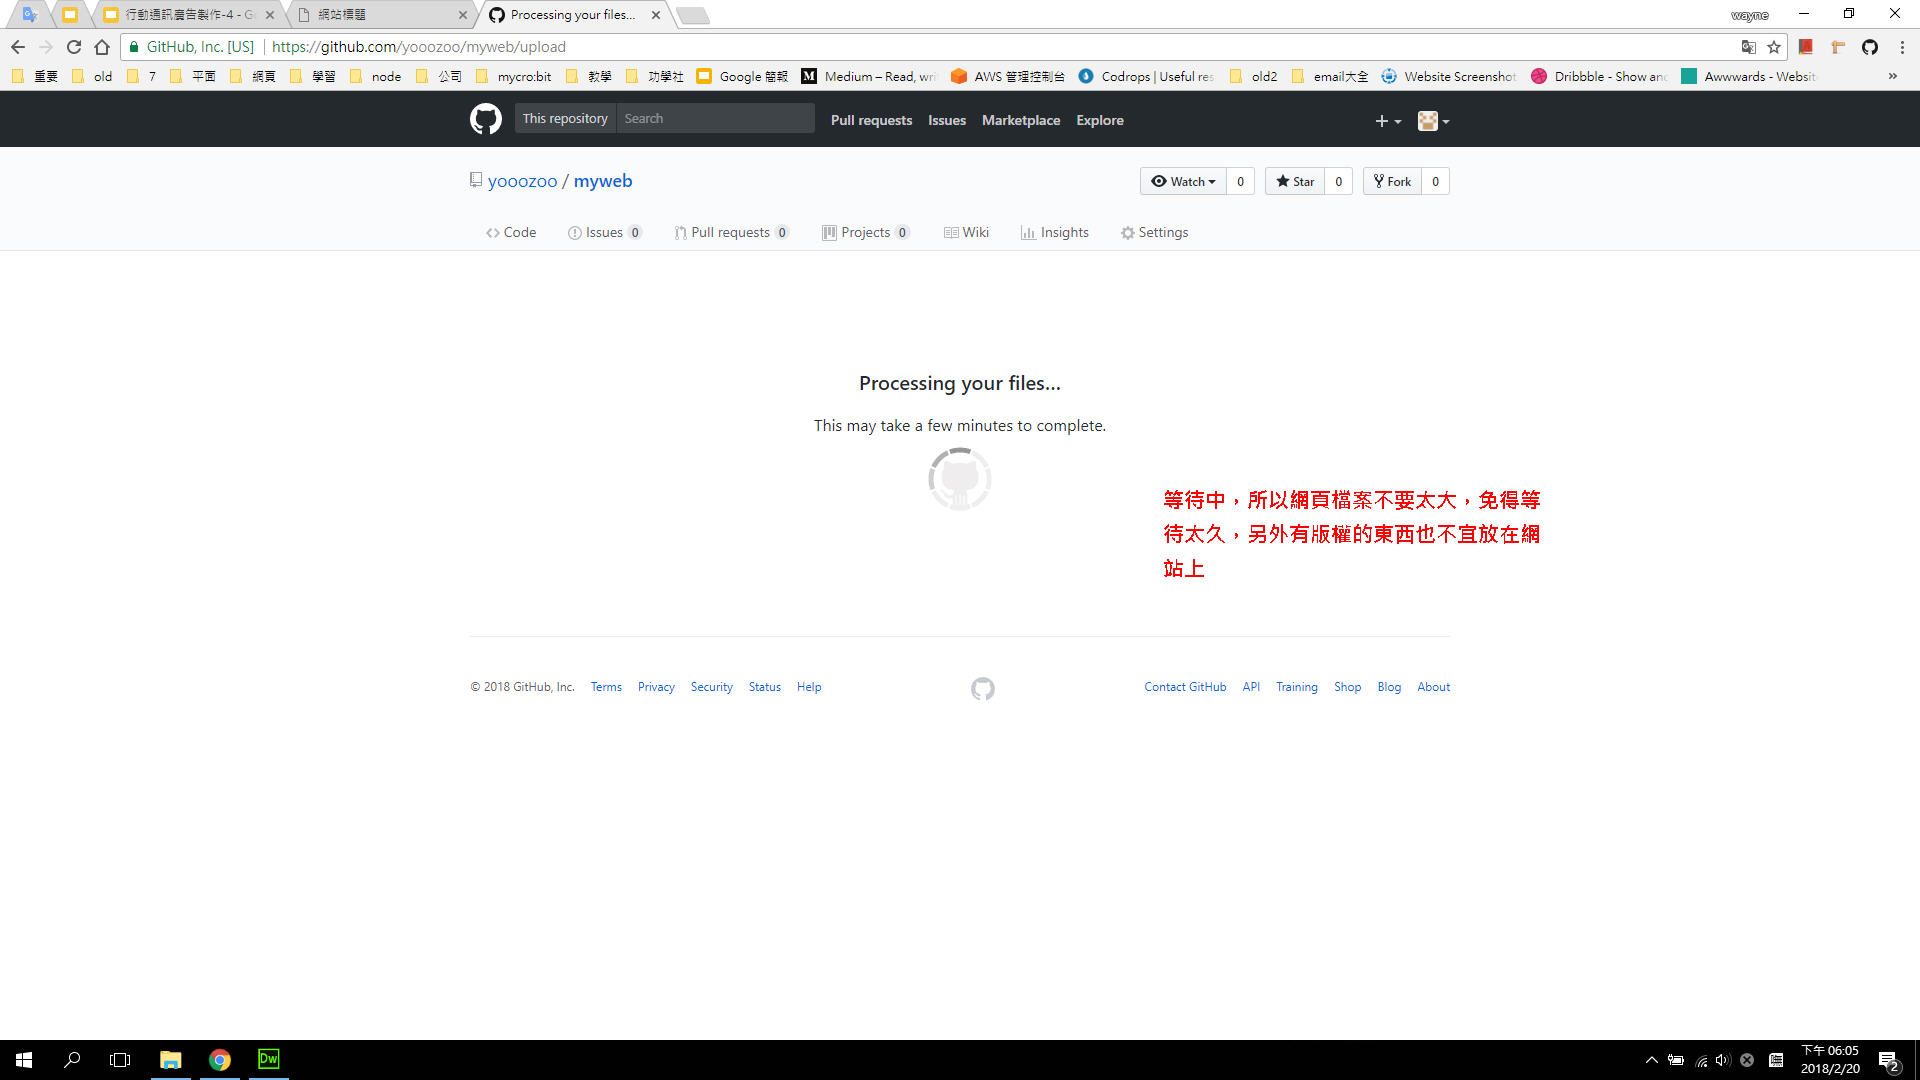 行動通訊廣告製作-4 - Go
網站標題
Processing your files...
wayne
GitHub, Inc. [US]
https://github.com/yooozoo/myweb/upload
重要
old
7
平面
網頁
學習
node
公司
mycro:bit
教學
功學社
Google 簡報
Medium – Read, wri
AWS 管理控制台
Codrops | Useful res
old2
email大全
Website Screenshot
Dribbble - Show and
Awwwards - Websit
»
This repository
Search
Pull requests
Issues
Marketplace
Explore
yooozoo / myweb
Watch
0
Star
0
Fork
0
Code
Issues 0
Pull requests 0
Projects 0
Wiki
Insights
Settings
Processing your files...
This may take a few minutes to complete.
等待中，所以網頁檔案不要太大，免得等
待太久，另外有版權的東西也不宜放在網
站上
© 2018 GitHub, Inc.
Terms
Privacy
Security
Status
Help
Contact GitHub
API
Training
Shop
Blog
About
Dw
下午 06:05
2018/2/20
2